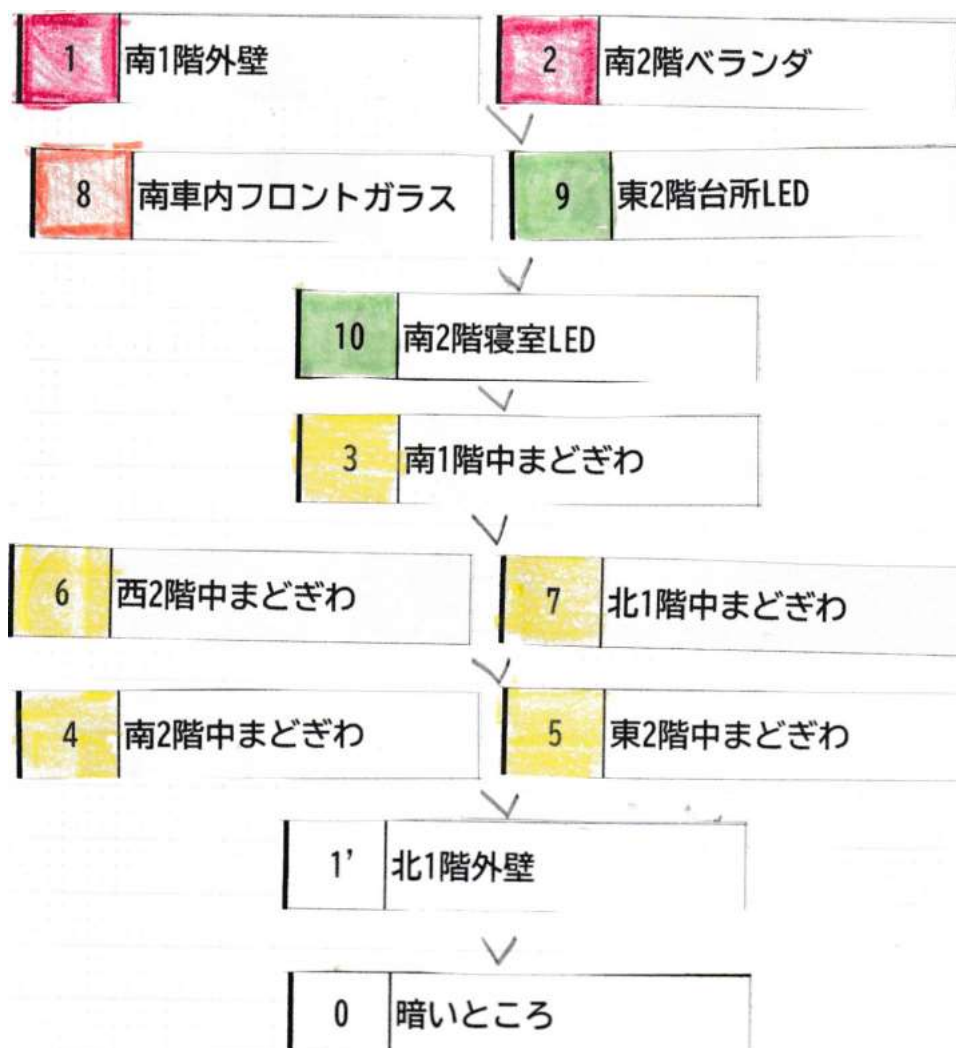 1 南1階外壁 2 南2階ベランダ
8 南車内フロントガラス 9 東2階台所LED
10 南2階寝室LED
3 南1階中まどぎわ
6 西2階中まどぎわ 7 北1階中まどぎわ
4 南2階中まどぎわ 5 東2階中まどぎわ
1' 北1階外壁
0 暗いところ